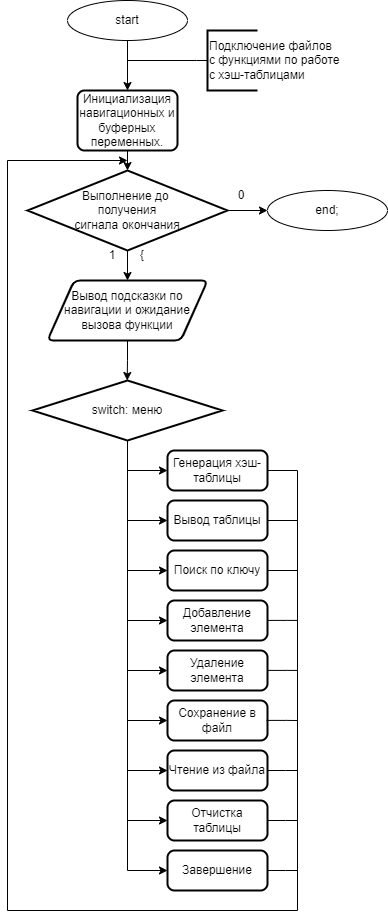 start
Подключение файлов
с функциями по работе
с хэш-таблицами
Инициализация
навигационных и
буферных
переменных.
Выполнение до
получения
сигнала окончания
0
end;
1 {
Вывод подсказки по
навигации и ожидание
вызова функции
switch: меню
Генерация хэш-
таблицы
Вывод таблицы
Поиск по ключу
Добавление
элемента
Удаление
элемента
Сохранение в
файл
Чтение из файла
Отчистка
таблицы
Завершение